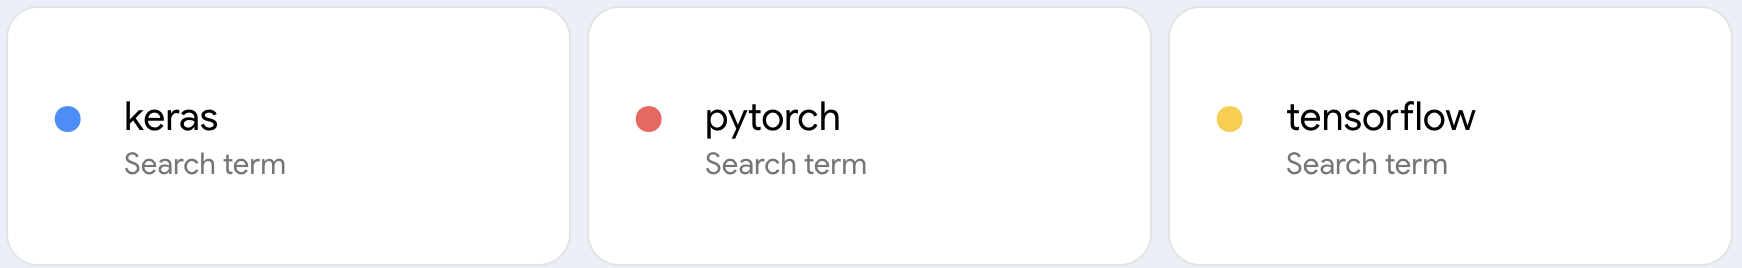 keras
Search term
pytorch
Search term
tensorflow
Search term